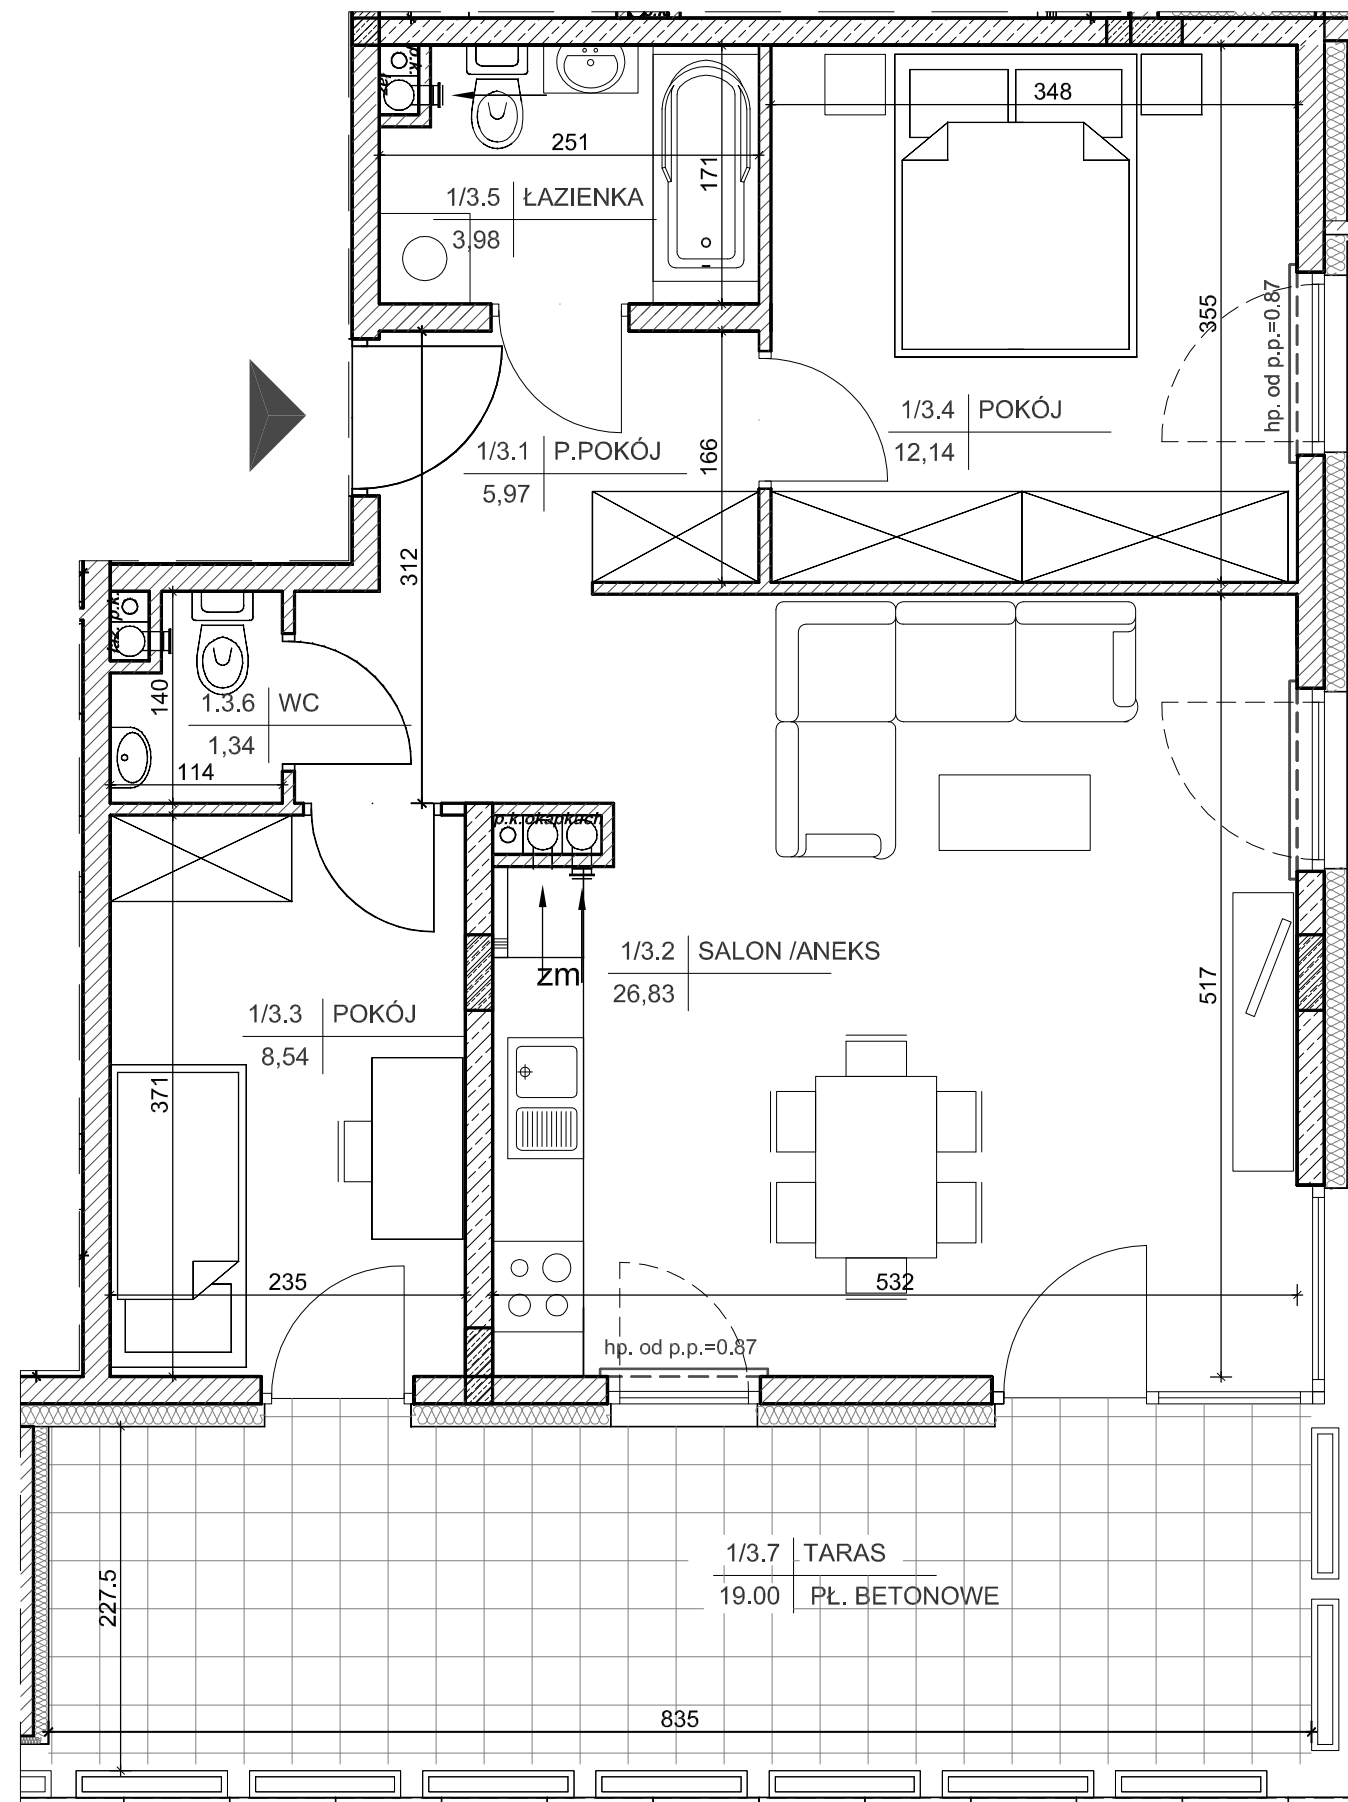 p.k.
348
251
171
1/3.5 ŁAZIENKA
3,98
355
hp. od p.p.=0.87
1/3.4 POKÓJ
12,14
1/3.1 P.POKÓJ
5,97
166
312
p.k.
140
1.3.6 WC
1,34
114
p.k. okap kuch
1/3.2 SALON /ANEKS
26,83
zm
517
1/3.3 POKÓJ
8,54
371
235
532
hp. od p.p.=0.87
1/3.7 TARAS
19.00 PŁ. BETONOWE
227.5
835